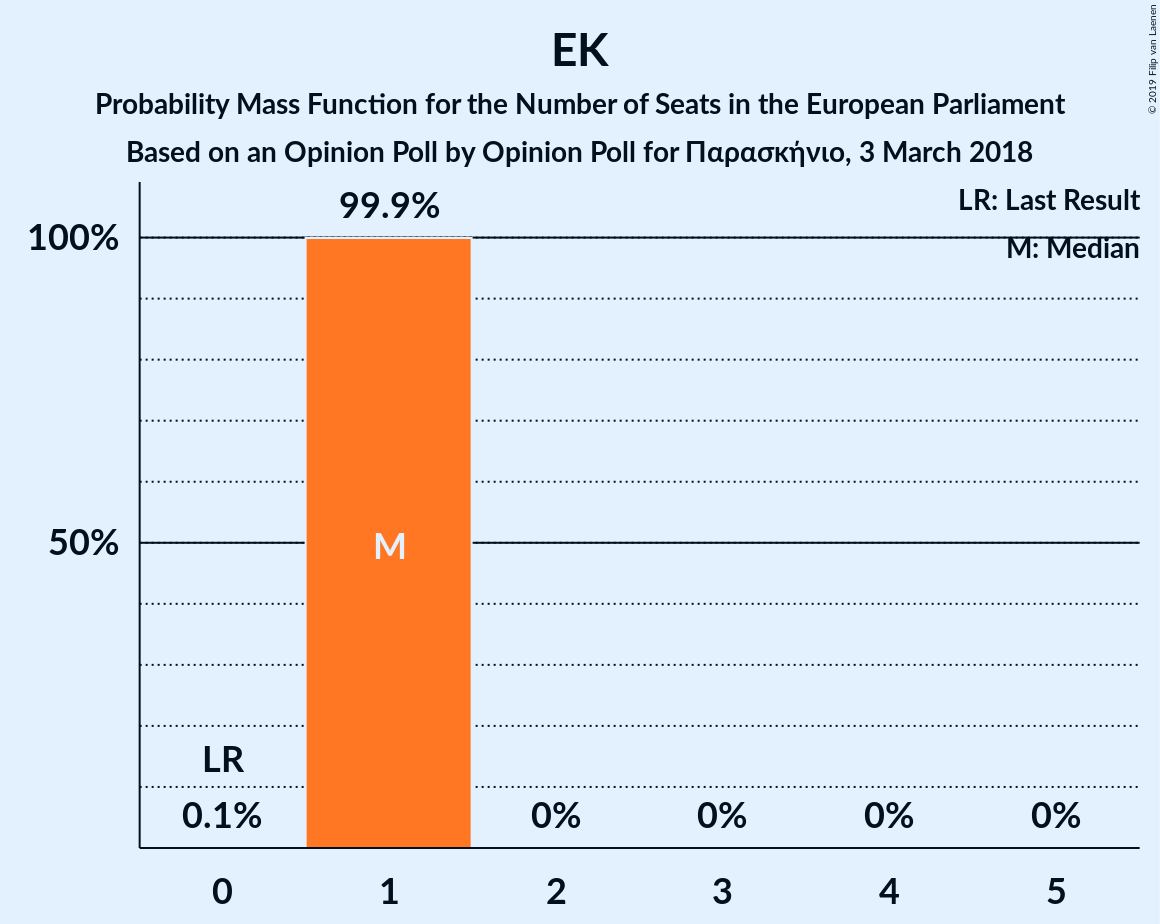 EK
Probability Mass Function for the Number of Seats in the European Parliament
Based on an Opinion Poll by Opinion Poll for Παρασκήνιο, 3 March 2018
© 2019 Filip van Laenen
LR: Last Result
M: Median
99.9%
100%
50%
M
LR
0.1%
0%
0%
0%
0%
0 1 2 3 4 5